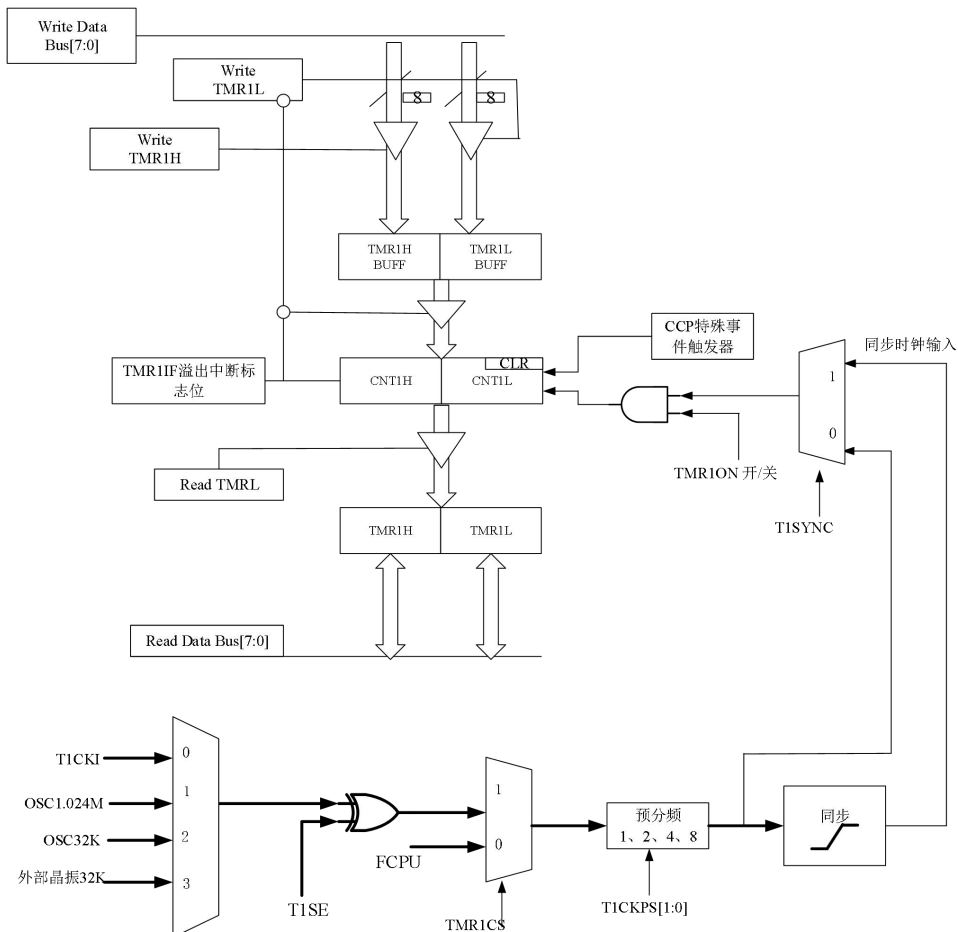 Write Data
Bus[7:0]
Write
TMR1L
8
8
Write
TMR1H
TMR1H
BUFF
TMR1L
BUFF
CCP特殊事
件触发器
同步时钟输入
CLR
TMR1IF溢出中断标
志位
CNT1H
CNT1L
1
0
TMR1ON 开/关
Read TMRL
T1SYNC
TMR1H
TMR1L
Read Data Bus[7:0]
T1CKI
0
OSC1.024M
1
OSC32K
2
外部晶振32K
3
T1SE
FCPU
1
0
TMR1CS
预分频
1、2、4、8
T1CKPS[1:0]
同步